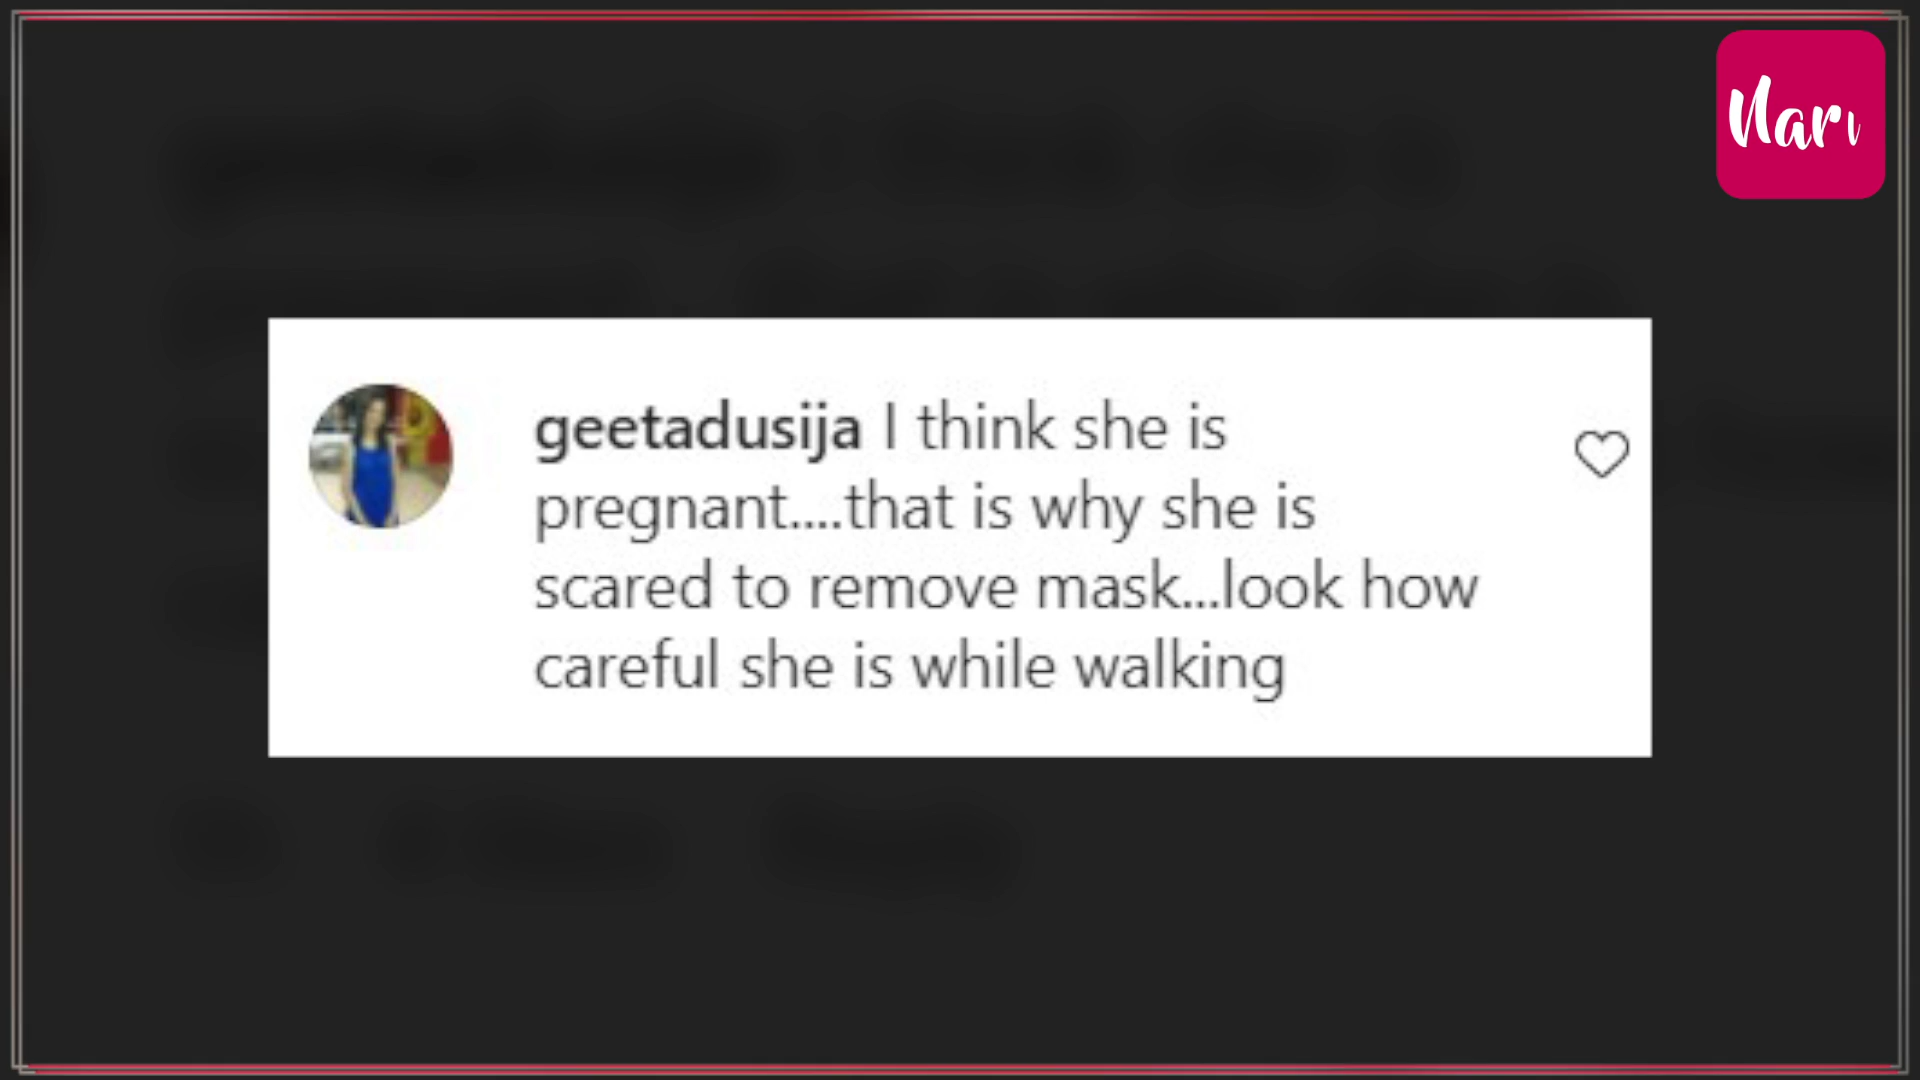 Nari
geetadusija I think she is
pregnant....that is why she is
scared to remove mask...look how
careful she is while walking